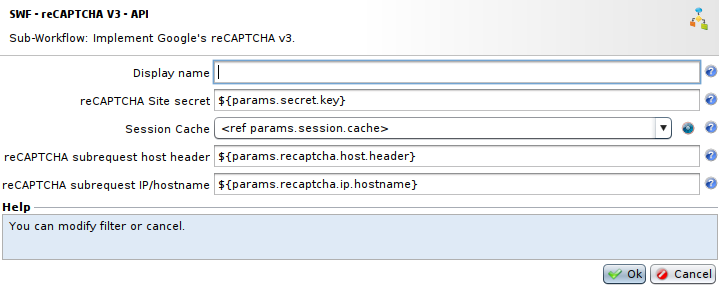 SWF - reCAPTCHA V3 - API
Sub-Workflow: Implement Google's reCAPTCHA v3.
Display name
reCAPTCHA Site secret ${params.secret.key}
Session Cache <ref params.session.cache>
reCAPTCHA subrequest host header ${params.recaptcha.host.header}
reCAPTCHA subrequest IP/hostname ${params.recaptcha.ip.hostname}
Help
You can modify filter or cancel.
Ok Cancel